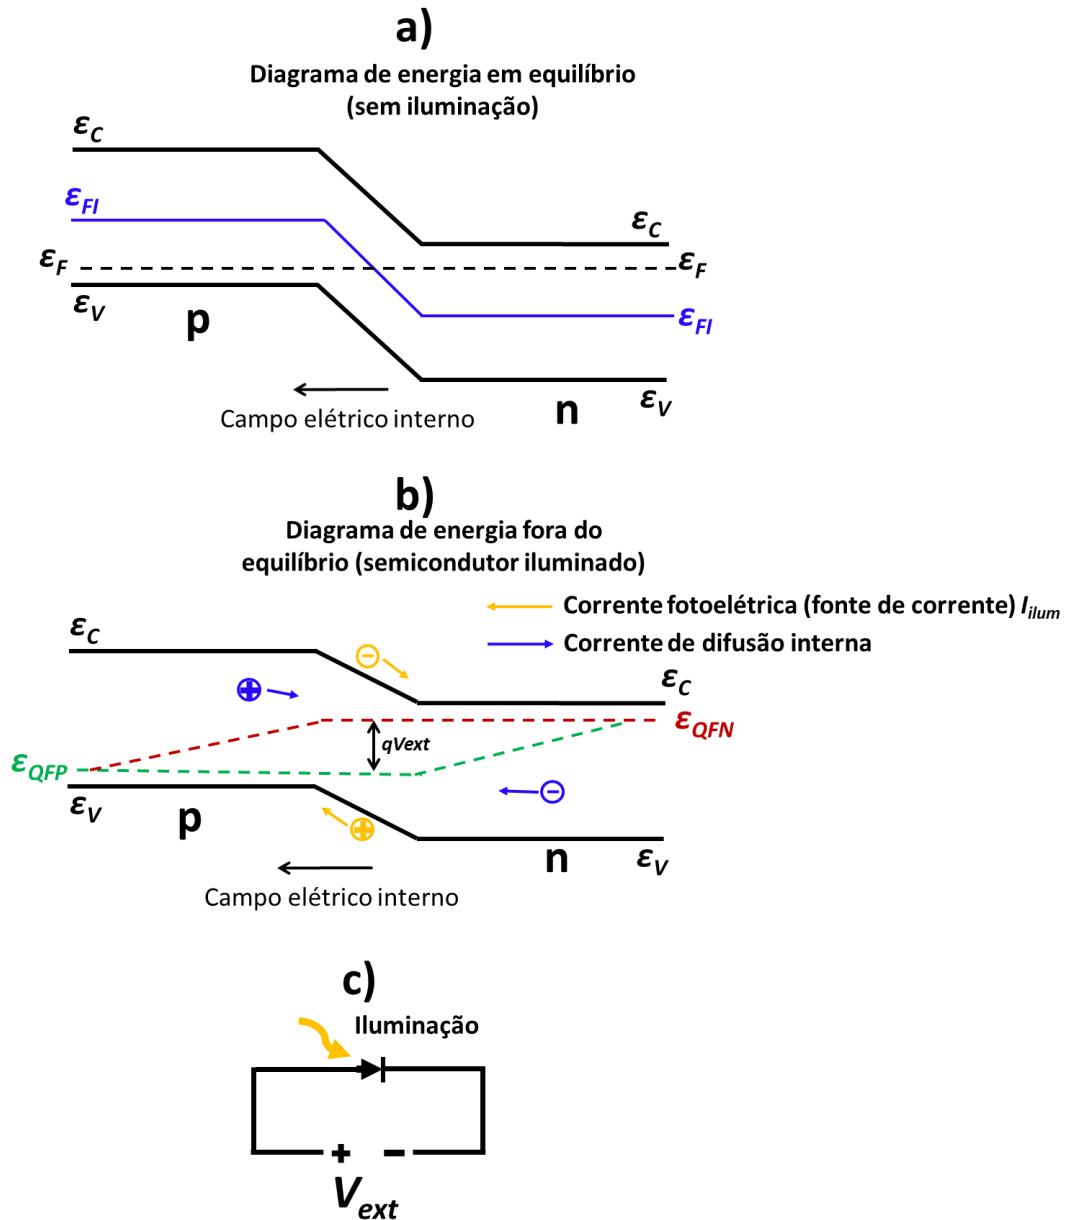 a)
Diagrama de energia em equilíbrio
(sem iluminação)
εC
εFI
εC
εF
εF
εV
p
εFI
n
εV
Campo elétrico interno
b)
Diagrama de energia fora do
equilíbrio (semicondutor iluminado)
Corrente fotoelétrica (fonte de corrente) Iilum
εC
Corrente de difusão interna
εC
εQFN
qVext
εQFP
εV
p
n
εV
Campo elétrico interno
c)
Iluminação
+ -
Vext